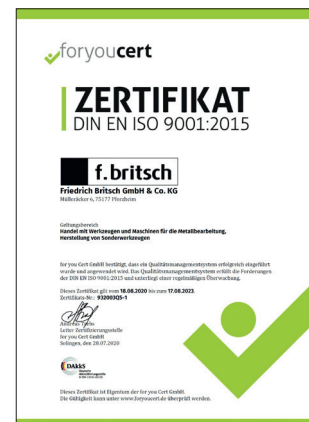 foryoucert
ZERTIFIKAT
DIN EN ISO 9001:2015
f.britsch
Friedrich Britsch GmbH & Co. KG
Mülleräcker 6, 75177 Pforzheim
Geltungsbereich
Handel mit Werkzeugen und Maschinen für die Metallbearbeitung,
Herstellung von Sonderwerkzeugen
for you Cert GmbH bestätigt, dass ein Qualitätsmanagementsystem erfolgreich eingeführt
wurde und angewendet wird. Das Qualitätsmanagementsystem erfüllt die Forderungen
der DIN EN ISO 9001:2015 und unterliegt einer regelmäßigen Überwachung.
Dieses Zertifikat gilt vom 18.08.2020 bis zum 17.08.2023.
Zertifikats-Nr.: 932003QS-1
Leiter Zertifizierungsstelle
for you Cert GmbH
Solingen, den 28.07.2020
DAkkS
Deutsche
Akkreditierungsstelle
Dieses Zertifikat ist Eigentum der for you Cert GmbH.
Die Gültigkeit kann unter www.foryoucert.de überprüft werden.